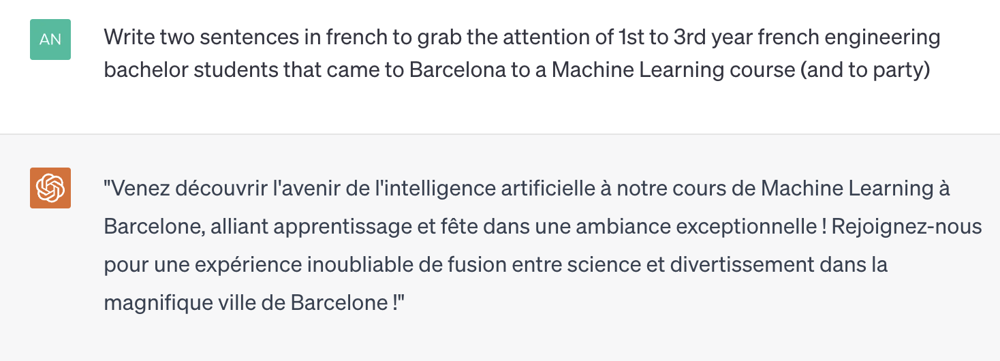 AN
Write two sentences in french to grab the attention of 1st to 3rd year french engineering
bachelor students that came to Barcelona to a Machine Learning course (and to party)
"Venez découvrir l'avenir de l'intelligence artificielle à notre cours de Machine Learning à
Barcelone, alliant apprentissage et fête dans une ambiance exceptionnelle ! Rejoignez-nous
pour une expérience inoubliable de fusion entre science et divertissement dans la
magnifique ville de Barcelone !"